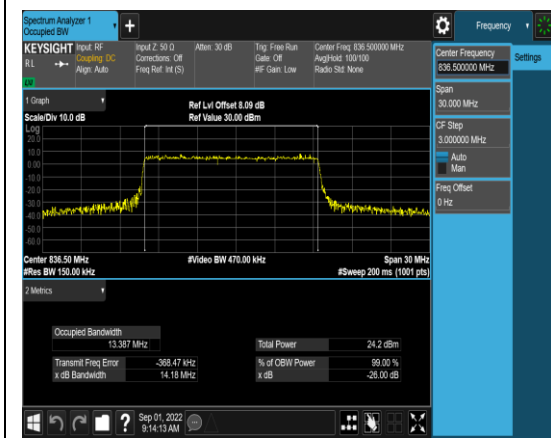 Spectrum Analyzer 1
Occupied BW
Frequency
KEYSIGHT
RL
Input: RF
Coupling: DC
Align: Auto
Input Z: 50 Ω
Corrections: Off
Freq Ref: Int (S)
Atten: 30 dB
Trig: Free Run
Gate: Off
#IF Gain: Low
Center Freq: 836.500000 MHz
Avg|Hold: 100/100
Radio Std: None
Center Frequency
836.500000 MHz
Settings
Span
30.000 MHz
CF Step
3.000000 MHz
Auto
Man
Freq Offset
0 Hz
1 Graph
Scale/Div 10.0 dB
Ref Lvl Offset 8.09 dB
Ref Value 30.00 dBm
Log
20.0
10.0
0.00
-10.0
-20.0
-30.0
-40.0
-50.0
-60.0
Center 836.50 MHz
#Res BW 150.00 kHz
#Video BW 470.00 kHz
Span 30 MHz
#Sweep 200 ms (1001 pts)
2 Metrics
Occupied Bandwidth
13.387 MHz
Total Power
24.2 dBm
Transmit Freq Error
-368.47 kHz
% of OBW Power
99.00 %
x dB Bandwidth
14.18 MHz
x dB
-26.00 dB
?
Sep 01, 2022
9:14:13 AM